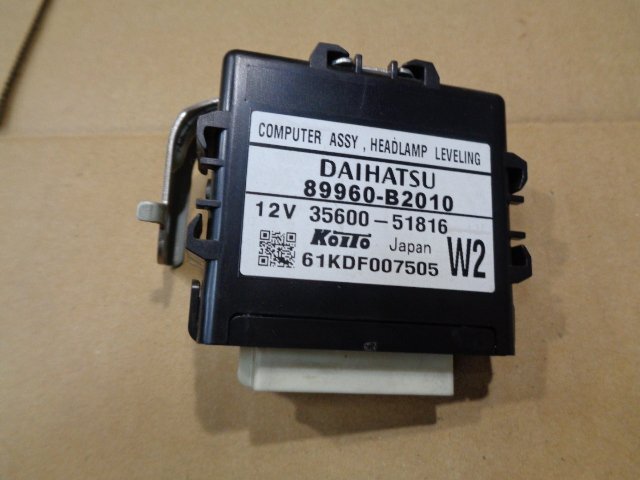 COMPUTER ASSY, HEADLAMP LEVELING
DAIHATSU
89960-B2010
12V 35600-51816
KOITO Japan W2
61KDF007505